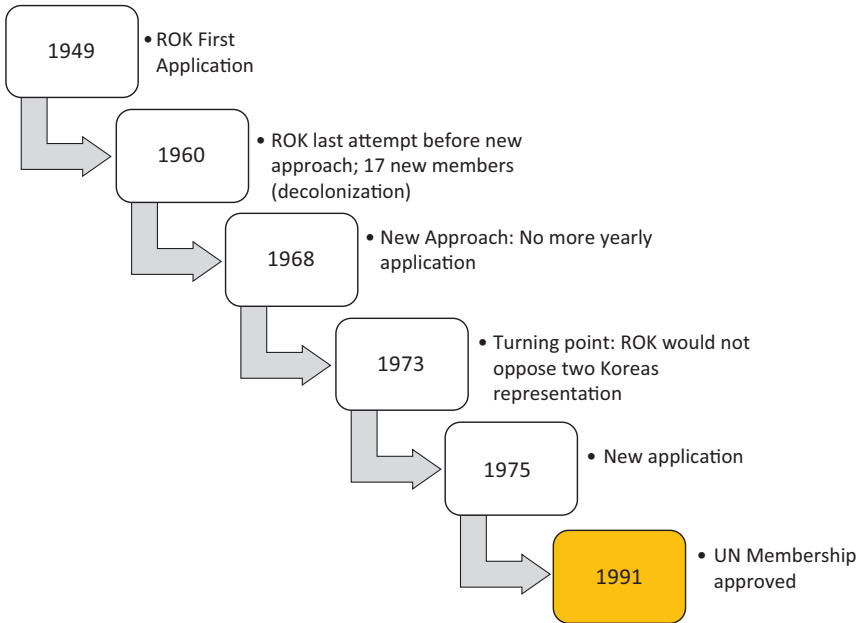 1949
• ROK First
Application
1960
• ROK last attempt before new
approach; 17 new members
(decolonization)
1968
• New Approach: No more yearly
application
1973
• Turning point: ROK would not
oppose two Koreas
representation
1975
• New application
1991
• UN Membership
approved